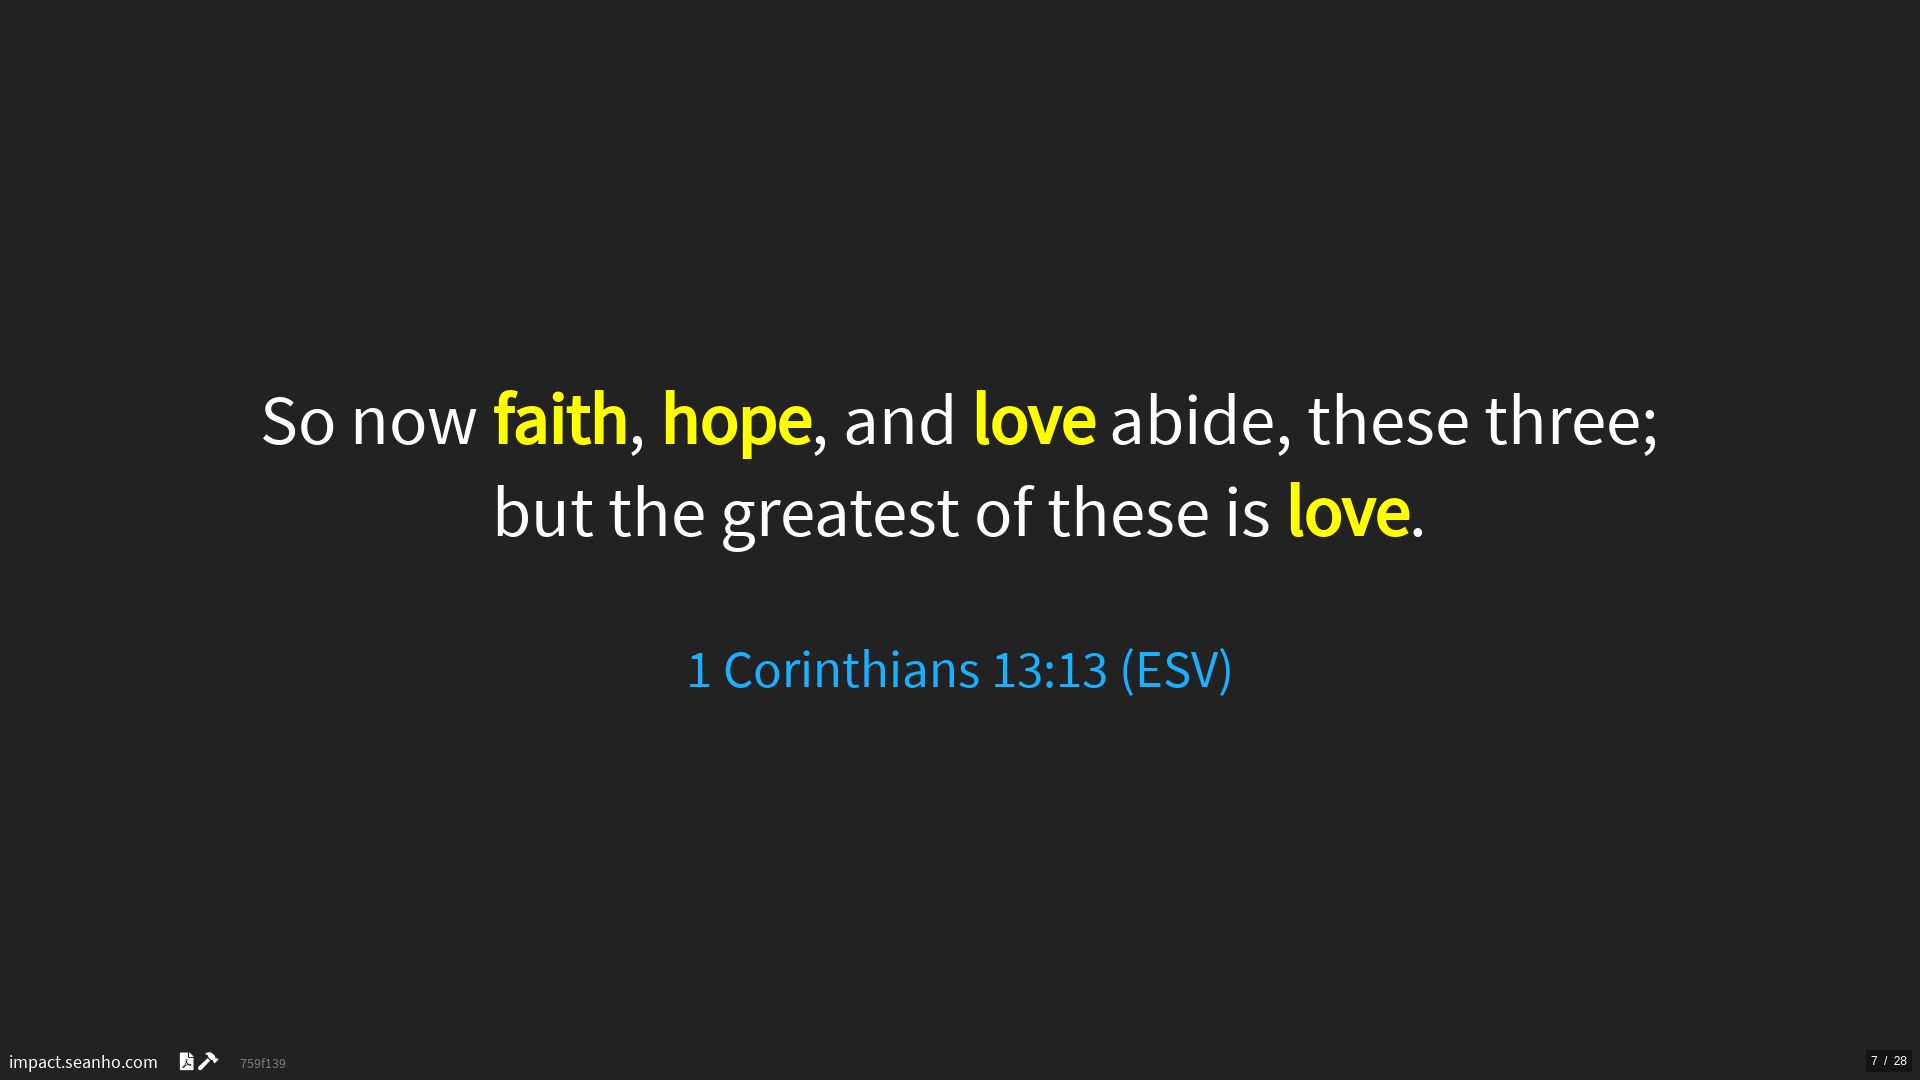 So now faith, hope, and love abide, these three;
but the greatest of these is love.
1 Corinthians 13:13 (ESV)
impact.seanho.com 759f139 7 / 28